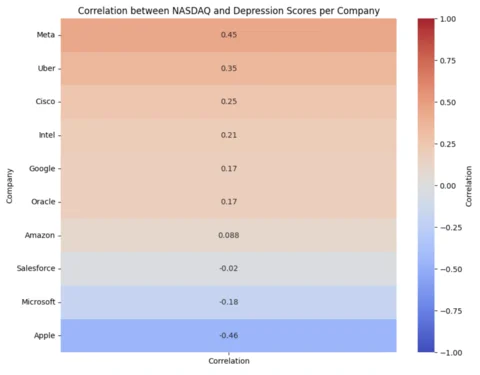 Correlation between NASDAQ and Depression Scores per Company
Company
Meta
0.45
Uber
0.35
Cisco
0.25
Intel
0.21
Google
0.17
Oracle
0.17
Amazon
0.088
Salesforce
-0.02
Microsoft
-0.18
Apple
-0.46
Correlation
1.00
0.75
0.50
0.25
0.00
−0.25
−0.50
−0.75
−1.00
Correlation